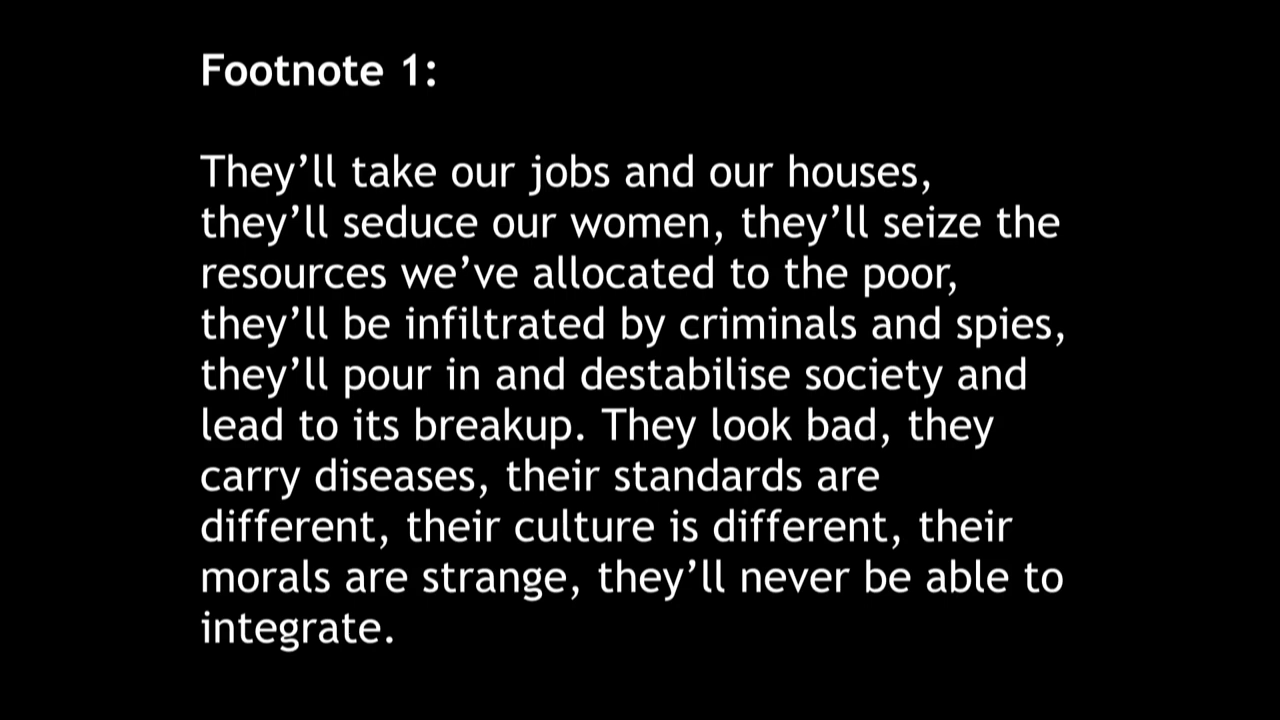 Footnote 1:
They’ll take our jobs and our houses,
they’ll seduce our women, they’ll seize the
resources we’ve allocated to the poor,
they’ll be infiltrated by criminals and spies,
they’ll pour in and destabilise society and
lead to its breakup. They look bad, they
carry diseases, their standards are
different, their culture is different, their
morals are strange, they’ll never be able to
integrate.